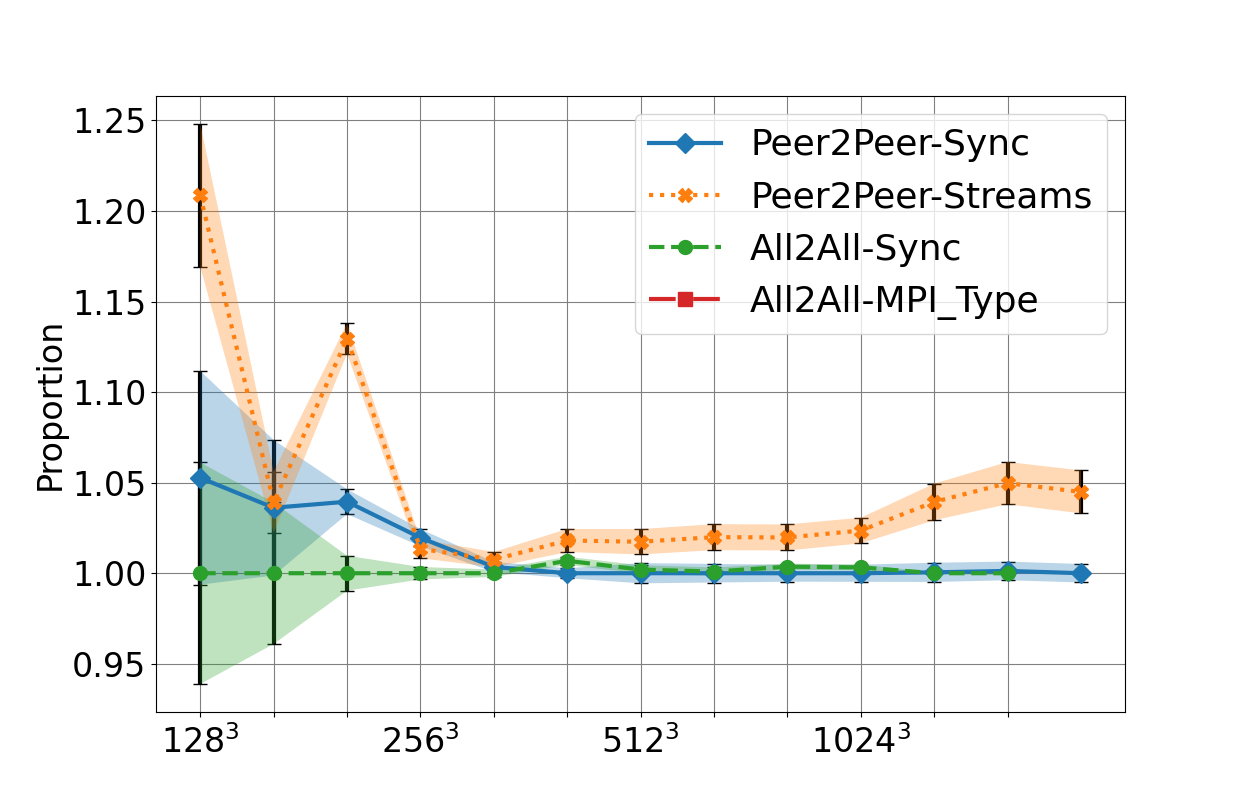 1.25
1.20
1.15
1.10
1.05
1.00
0.95
Proportion
Peer2Peer-Sync
Peer2Peer-Streams
All2All-Sync
All2All-MPI_Type
128³ 256³ 512³ 1024³